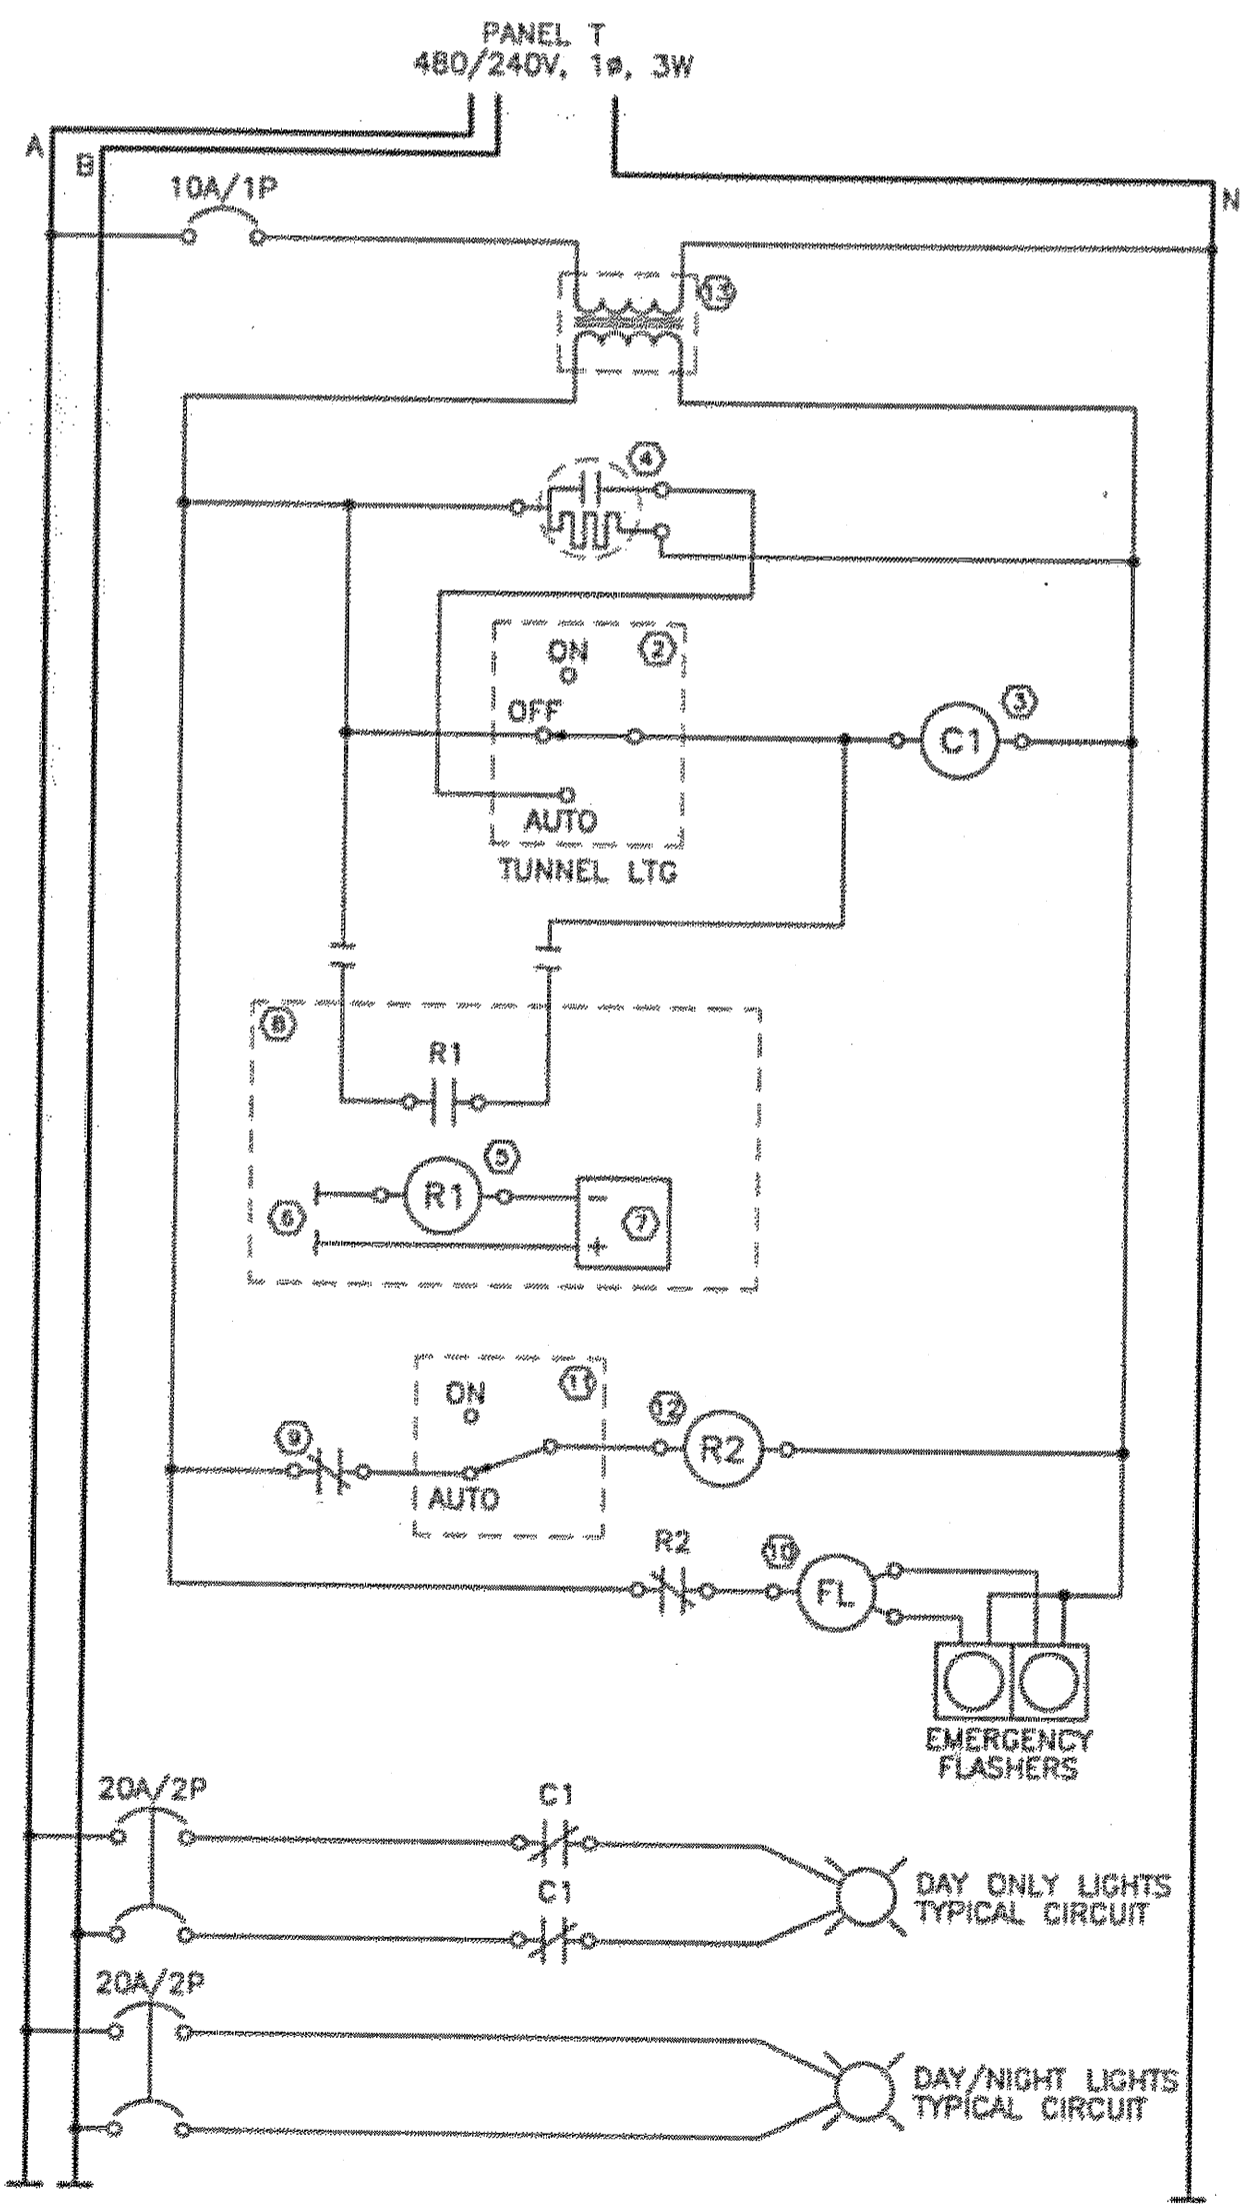 PANEL T
480/240V, 1ø, 3W
A
B
N
10A/1P
13
4
ON
2
OFF
3
C1
AUTO
TUNNEL LTG
8
R1
5
R1
6
-
7
+
ON
11
9
12
R2
AUTO
R2
10
FL
EMERGENCY
FLASHERS
20A/2P
C1
DAY ONLY LIGHTS
TYPICAL CIRCUIT
C1
20A/2P
DAY/NIGHT LIGHTS
TYPICAL CIRCUIT